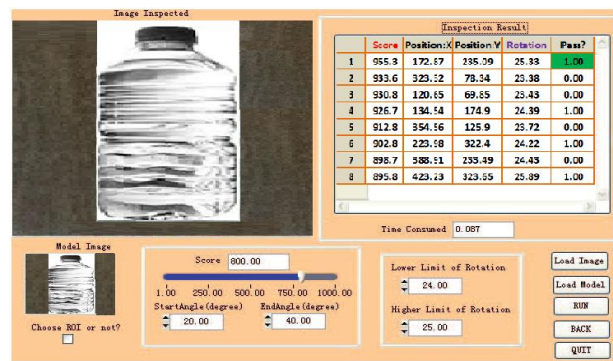 Image Inspected
Inspection Result
Score Position:X Position:Y Rotation Pass?
1 955.3 172.67 235.09 25.33 1.00
2 933.6 323.32 78.34 23.38 0.00
3 930.8 120.65 69.85 23.43 0.00
4 926.7 134.54 174.9 24.39 1.00
5 912.8 354.56 125.9 23.72 0.00
6 902.8 223.98 322.4 24.22 1.00
7 898.7 388.91 233.49 24.43 0.00
8 895.8 423.23 323.65 25.89 1.00
Time Consumed 0.087
Model Image
Choose ROI or not?
Score 800.00
1.00 250.00 500.00 750.00 1000.00
StartAngle(degree) EndAngle(degree)
20.00 40.00
Lower Limit of Rotation
24.00
Higher Limit of Rotation
25.00
Load Image
Load Model
RUN
BACK
QUIT